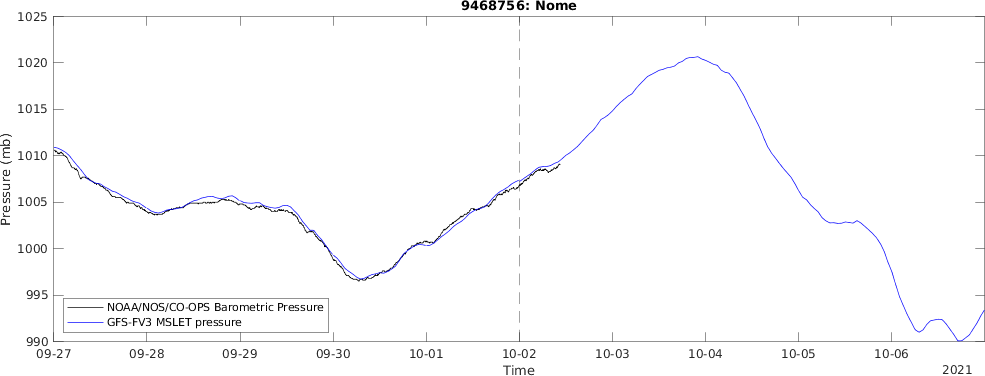 9468756: Nome
1025
1020
1015
1010
1005
1000
995
990
Pressure (mb)
NOAA/NOS/CO-OPS Barometric Pressure
GFS-FV3 MSLET pressure
09-27 09-28 09-29 09-30 10-01 10-02 10-03 10-04 10-05 10-06
Time
2021